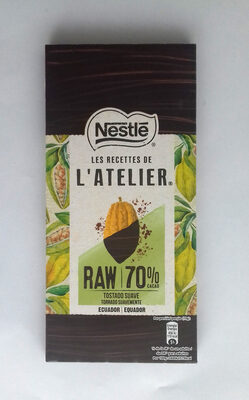 Nestlé
LES RECETTES DE
L'ATELIER®
RAW 70%
CACAO
TOSTADO SUAVE
TORRADO SUAVEMENTE
ECUADOR | EQUADOR